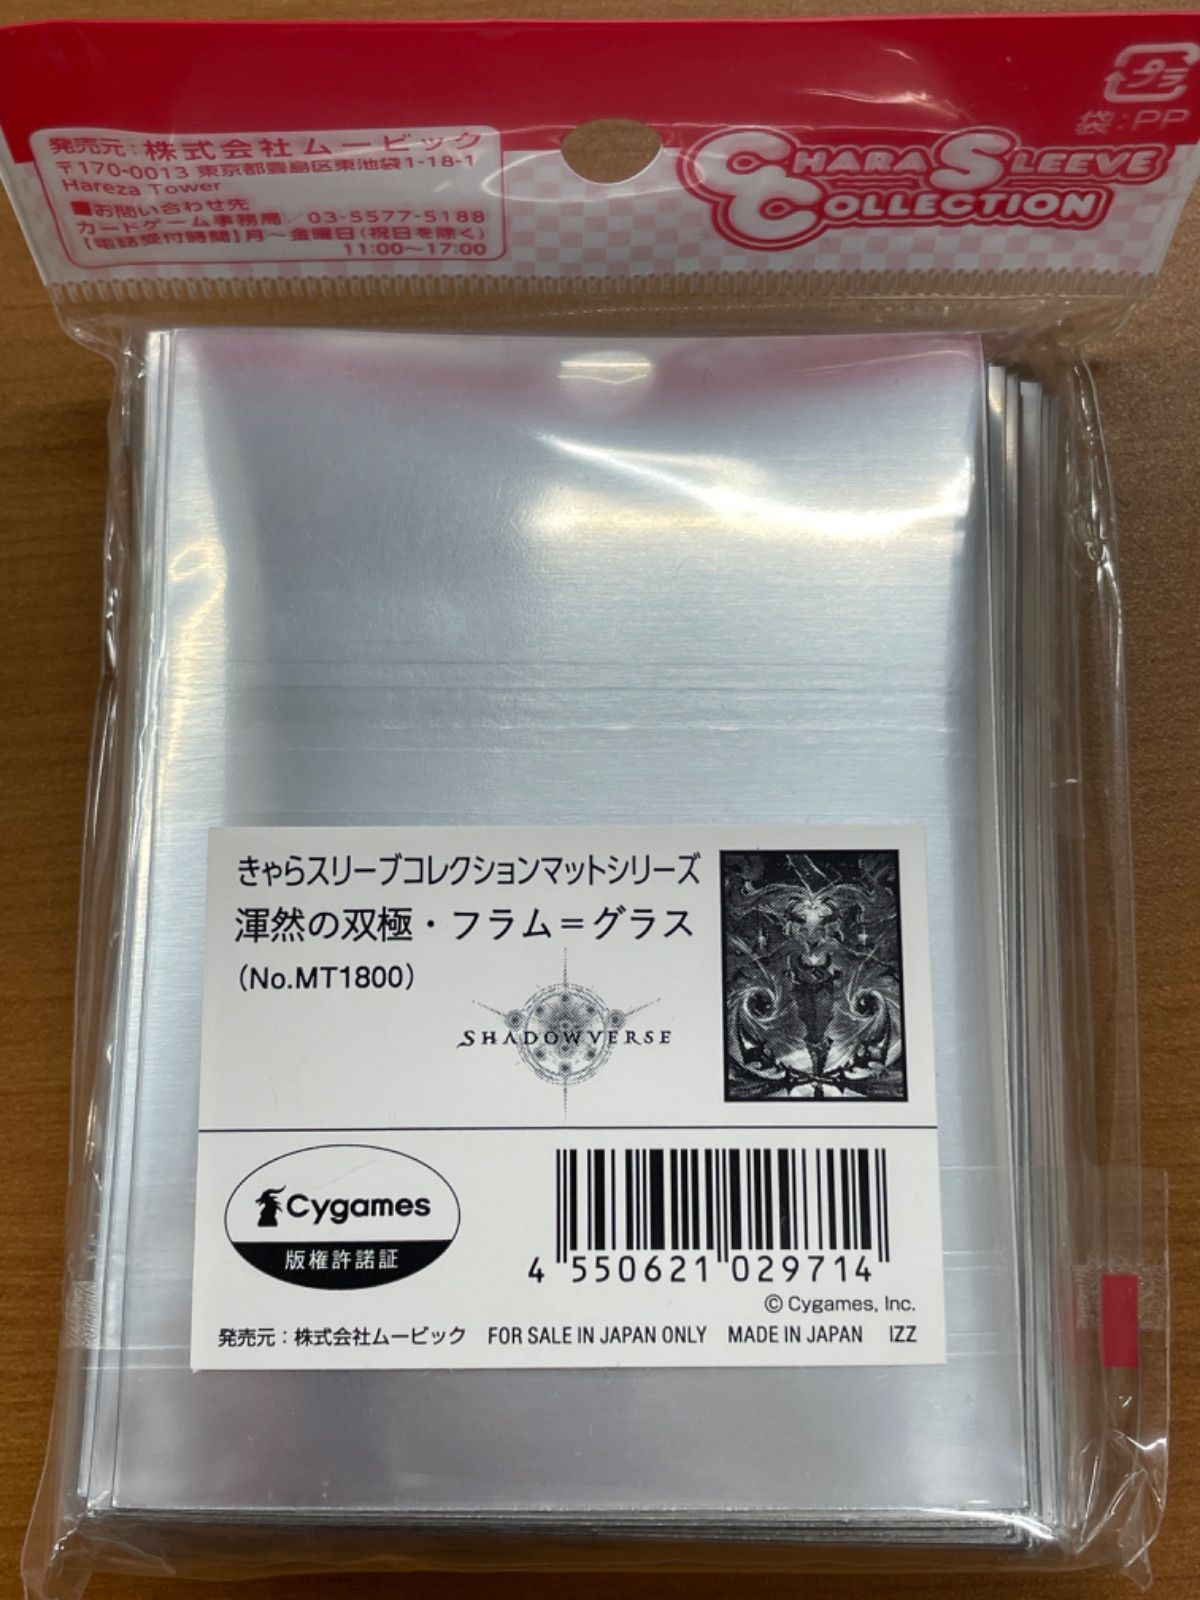 プラ
袋:PP
発売元:株式会社ムービック
〒170-0013 東京都豊島区東池袋1-18-1
Hareza Tower
■お問い合わせ先
カードゲーム事務局／03-5577-5188
【電話受付時間】月～金曜日(祝日を除く)
11:00～17:00
CHARA SLEEVE
COLLECTION
きゃらスリーブコレクションマットシリーズ
渾然の双極・フラム＝グラス
(No.MT1800)
SHADOWVERSE
Cygames
版権許諾証
4 550621 029714
© Cygames, Inc.
発売元：株式会社ムービック FOR SALE IN JAPAN ONLY MADE IN JAPAN IZZ